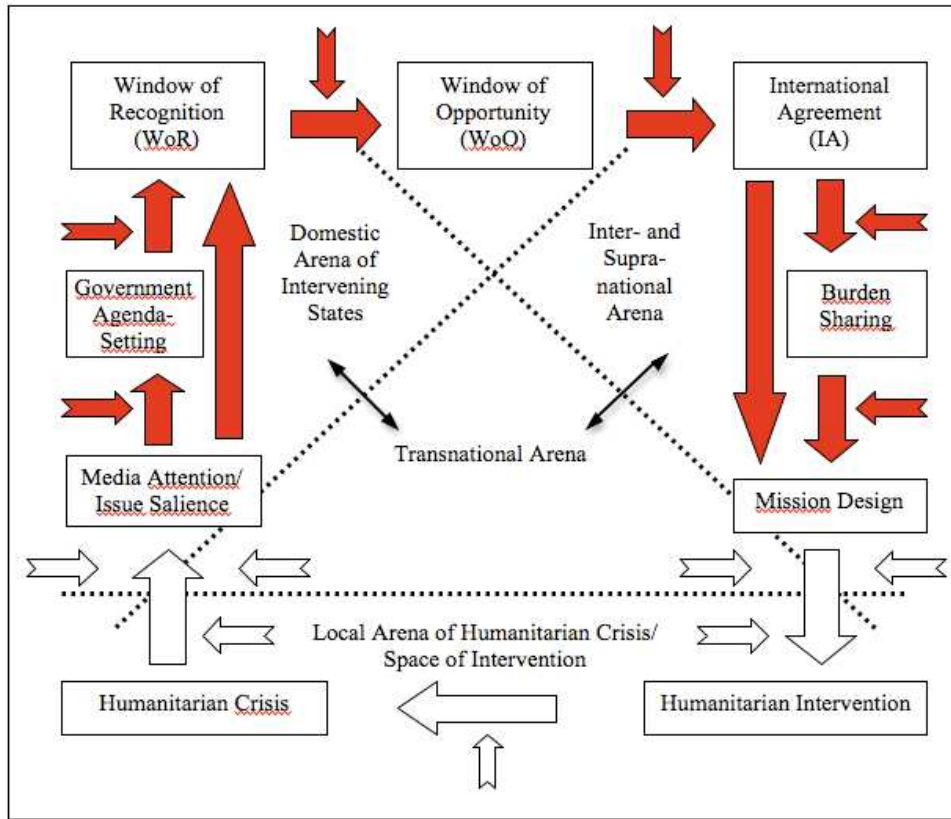 Window of
Recognition
(WoR)
Window of
Opportunity
(WoO)
International
Agreement
(IA)
Domestic
Arena of
Intervening
States
Inter- and
Supra-
national
Arena
Government
Agenda-
Setting
Burden
Sharing
Transnational Arena
Media Attention/
Issue Salience
Mission Design
Local Arena of Humanitarian Crisis/
Space of Intervention
Humanitarian Crisis
Humanitarian Intervention